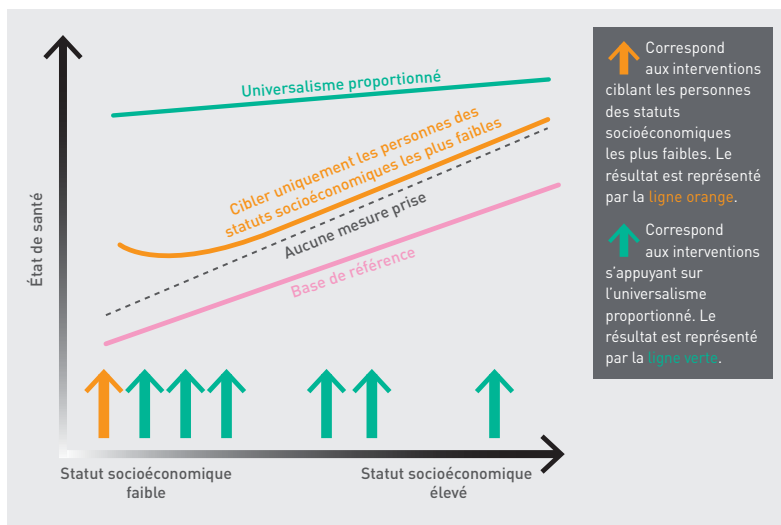 État de santé
Universalisme proportionné
Cibler uniquement les personnes des
statuts socioéconomiques les plus faibles
Aucune mesure prise
Base de référence
Statut socioéconomique
faible
Statut socioéconomique
élevé
Correspond
aux interventions
ciblant les personnes
des statuts
socioéconomiques
les plus faibles. Le
résultat est représenté
par la ligne orange.
Correspond
aux interventions
s’appuyant sur
l’universalisme
proportionné. Le
résultat est représenté
par la ligne verte.